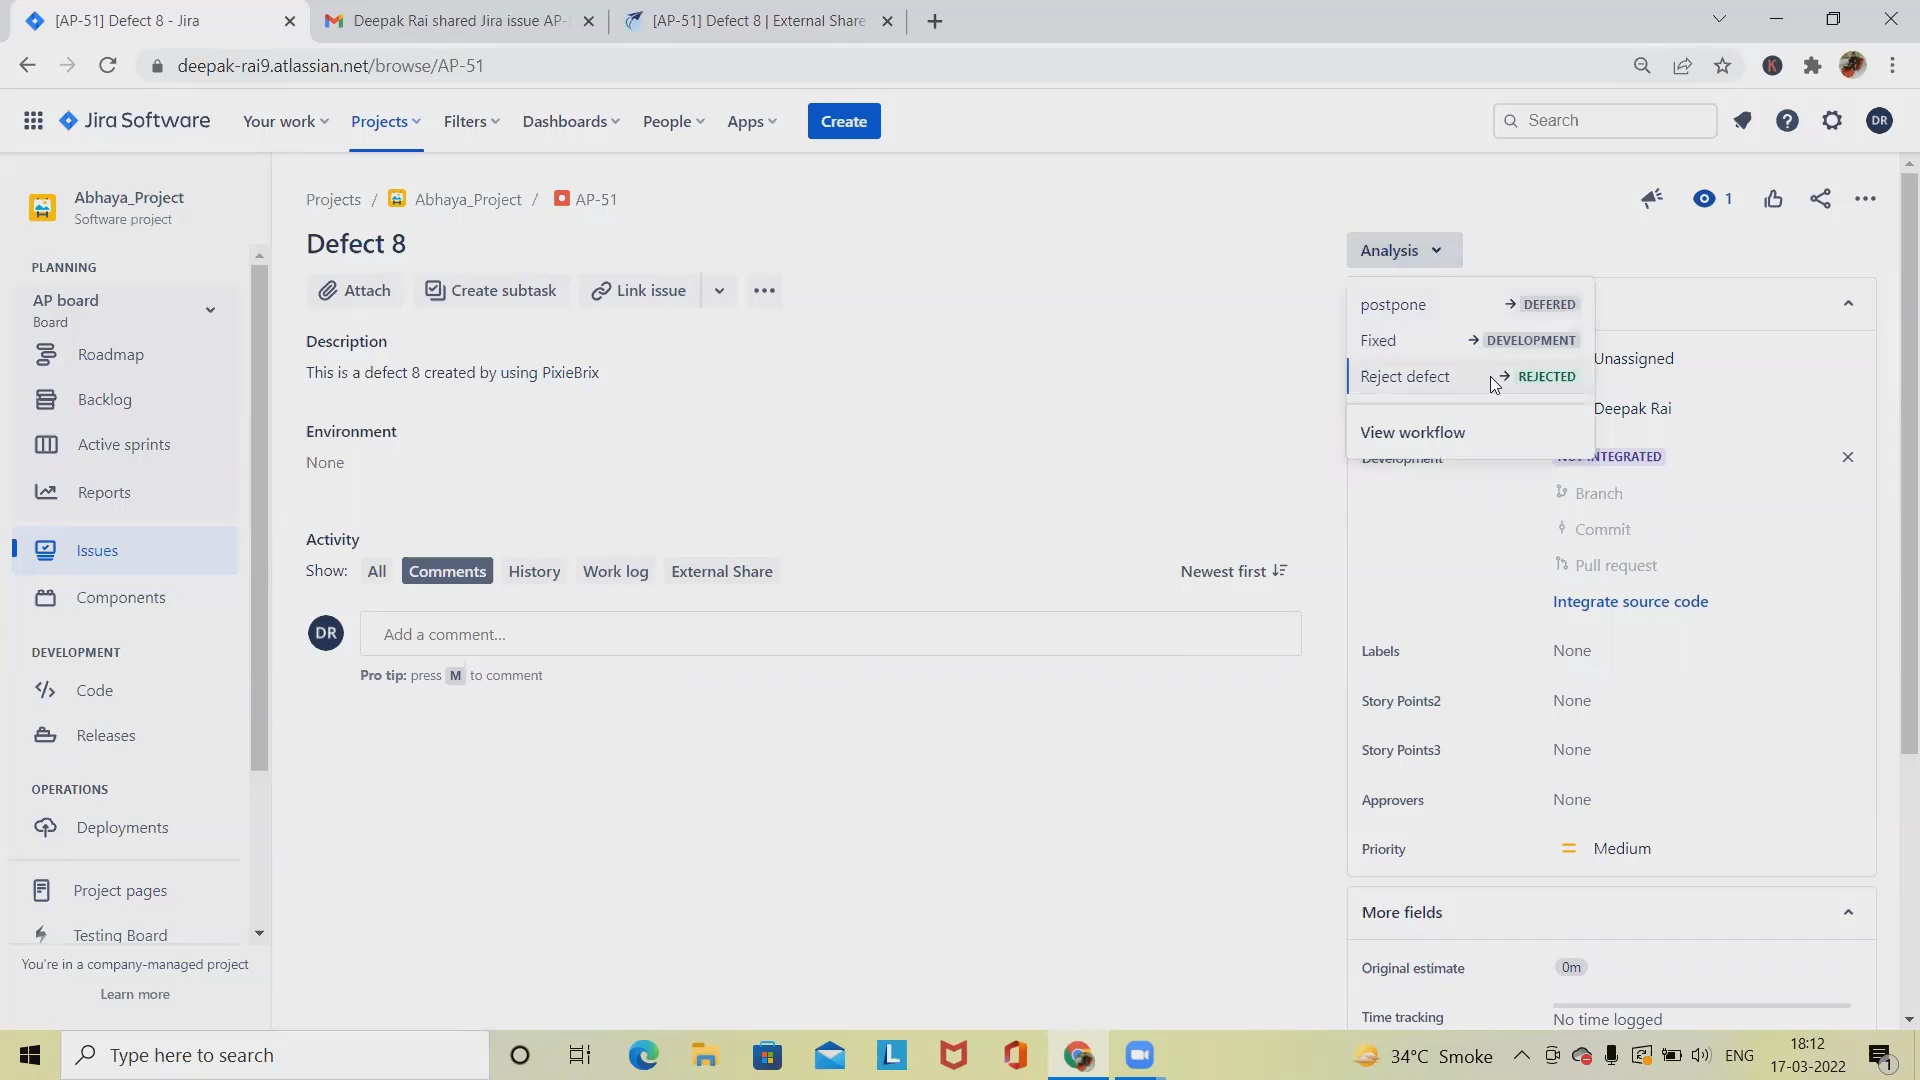 [AP-51] Defect 8 - Jira
Deepak Rai shared Jira issue AP-5
[AP-51] Defect 8 | External Share
deepak-rai9.atlassian.net/browse/AP-51
K
Jira Software
Your work
Projects
Filters
Dashboards
People
Apps
Create
Search
DR
Abhaya_Project
Software project
PLANNING
AP board
Board
Roadmap
Backlog
Active sprints
Reports
Issues
Components
DEVELOPMENT
Code
Releases
OPERATIONS
Deployments
Project pages
Testing Board
You're in a company-managed project
Learn more
Projects / Abhaya_Project / AP-51
1
Defect 8
Attach
Create subtask
Link issue
Description
This is a defect 8 created by using PixieBrix
Environment
None
Activity
Show: All Comments History Work log External Share
Newest first
DR
Add a comment...
Pro tip: press M to comment
Analysis
postpone → DEFERED
Fixed → DEVELOPMENT
Reject defect → REJECTED
View workflow
Unassigned
Deepak Rai
Development
NOT INTEGRATED
Branch
Commit
Pull request
Integrate source code
Labels None
Story Points2 None
Story Points3 None
Approvers None
Priority Medium
More fields
Original estimate 0m
Time tracking No time logged
Type here to search
L
34°C Smoke
ENG
18:12
17-03-2022
1